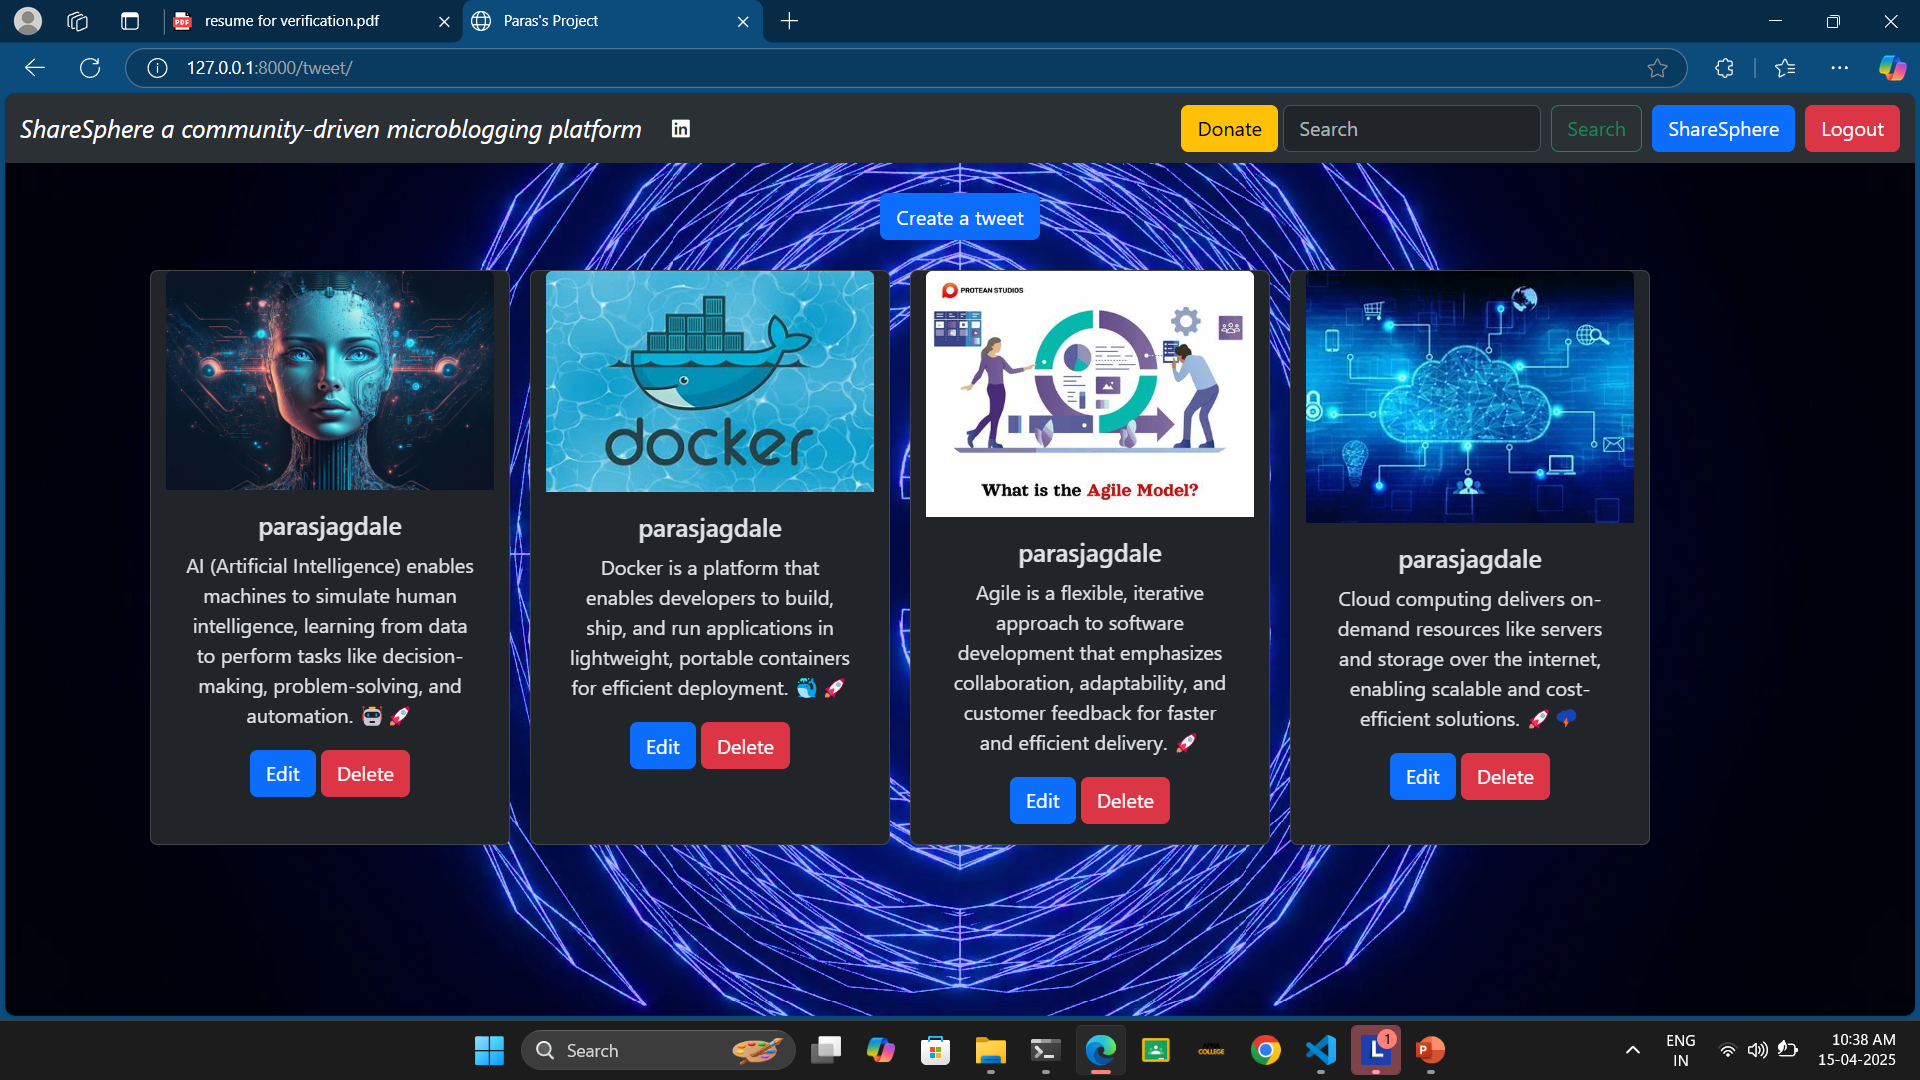 resume for verification.pdf
Paras's Project
127.0.0.1:8000/tweet/
ShareSphere a community-driven microblogging platform
Donate
Search
Search
ShareSphere
Logout
Create a tweet
parasjagdale
AI (Artificial Intelligence) enables
machines to simulate human
intelligence, learning from data
to perform tasks like decision-
making, problem-solving, and
automation. 🤖 🚀
Edit
Delete
docker
parasjagdale
Docker is a platform that
enables developers to build,
ship, and run applications in
lightweight, portable containers
for efficient deployment. 🐳 🚀
Edit
Delete
PROTEAN STUDIOS
What is the Agile Model?
parasjagdale
Agile is a flexible, iterative
approach to software
development that emphasizes
collaboration, adaptability, and
customer feedback for faster
and efficient delivery. 🚀
Edit
Delete
parasjagdale
Cloud computing delivers on-
demand resources like servers
and storage over the internet,
enabling scalable and cost-
efficient solutions. 🚀 🌩
Edit
Delete
Search
COLLEGE
1
ENG
IN
10:38 AM
15-04-2025